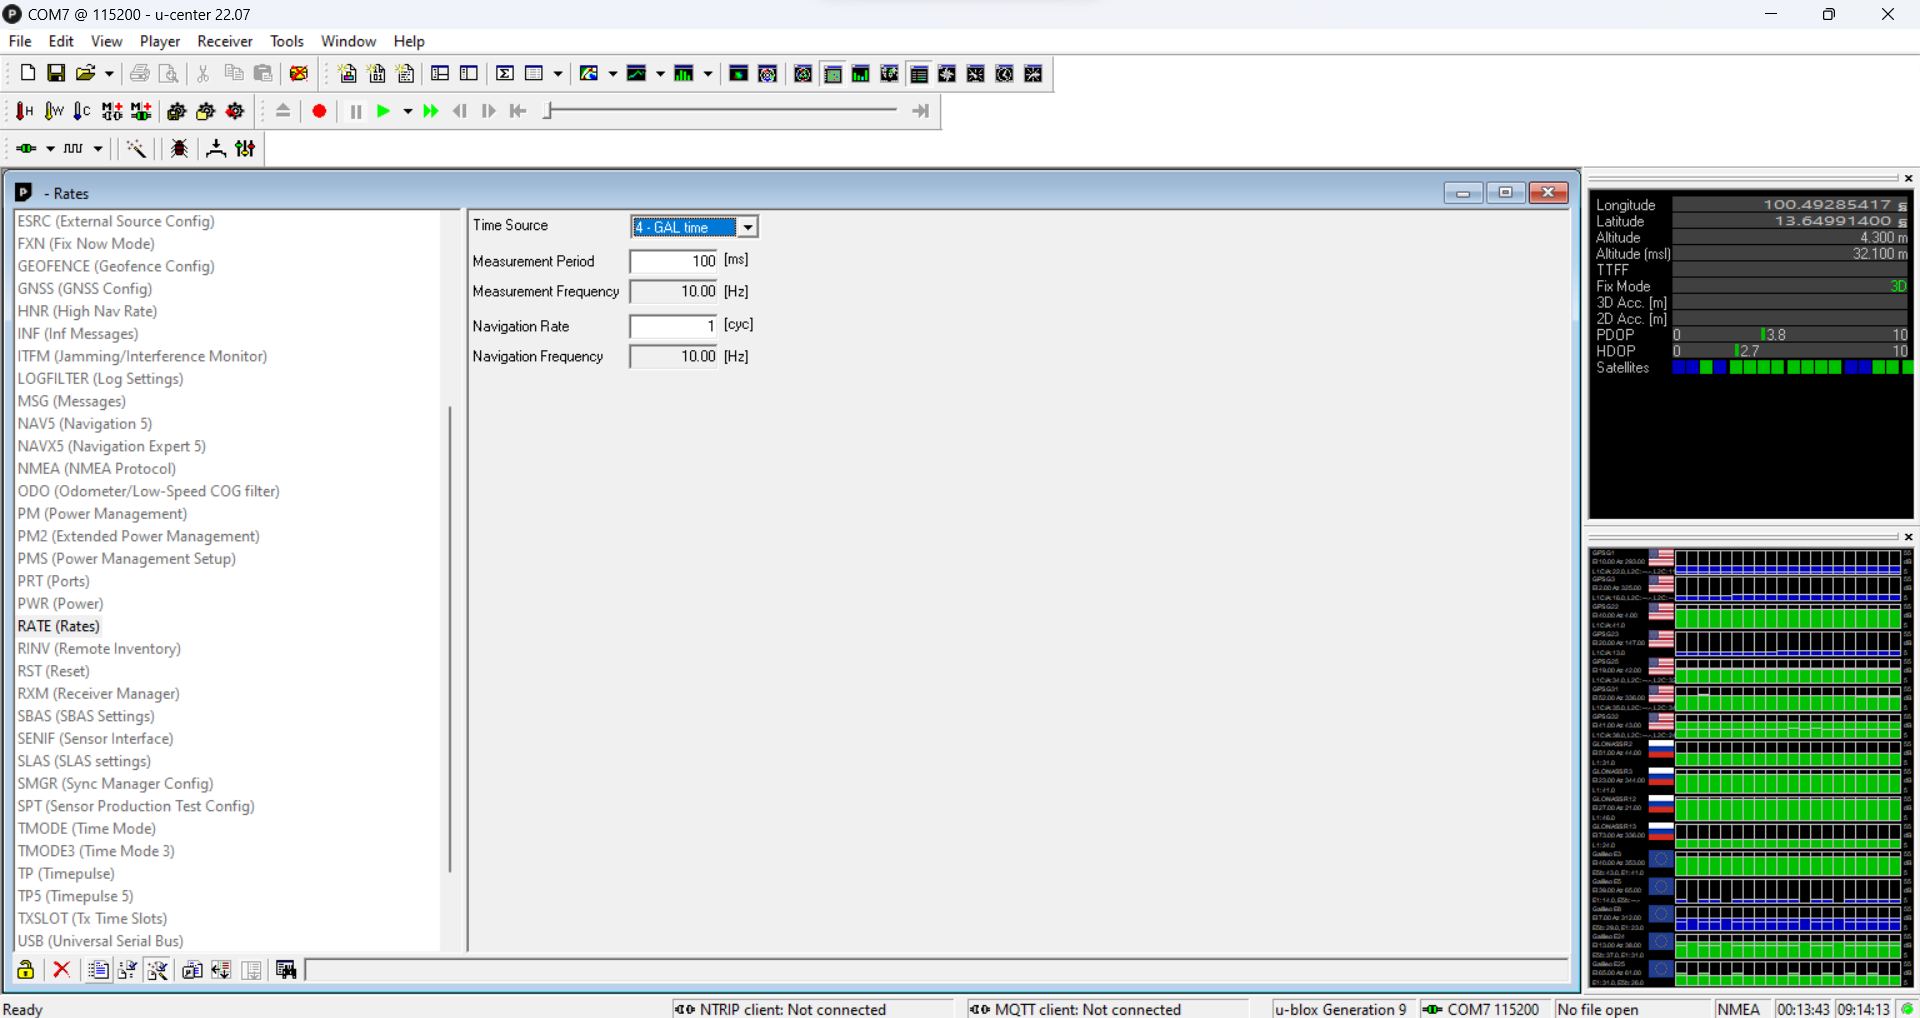 COM7 @ 115200 - u-center 22.07
File Edit View Player Receiver Tools Window Help
- Rates
ESRC (External Source Config)
FXN (Fix Now Mode)
GEOFENCE (Geofence Config)
GNSS (GNSS Config)
HNR (High Nav Rate)
INF (Inf Messages)
ITFM (Jamming/Interference Monitor)
LOGFILTER (Log Settings)
MSG (Messages)
NAV5 (Navigation 5)
NAVX5 (Navigation Expert 5)
NMEA (NMEA Protocol)
ODO (Odometer/Low-Speed COG filter)
PM (Power Management)
PM2 (Extended Power Management)
PMS (Power Management Setup)
PRT (Ports)
PWR (Power)
RATE (Rates)
RINV (Remote Inventory)
RST (Reset)
RXM (Receiver Manager)
SBAS (SBAS Settings)
SENIF (Sensor Interface)
SLAS (SLAS settings)
SMGR (Sync Manager Config)
SPT (Sensor Production Test Config)
TMODE (Time Mode)
TMODE3 (Time Mode 3)
TP (Timepulse)
TP5 (Timepulse 5)
TXSLOT (Tx Time Slots)
USB (Universal Serial Bus)
Time Source 4 - GAL time
Measurement Period 100 [ms]
Measurement Frequency 10.00 [Hz]
Navigation Rate 1 [cyc]
Navigation Frequency 10.00 [Hz]
Longitude 100.49285417
Latitude 13.64991400
Altitude 4.300 m
Altitude (msl) 32.100 m
TTFF
Fix Mode 3D
3D Acc. [m]
2D Acc. [m]
PDOP 0 3.8 10
HDOP 0 2.7 10
Satellites
Ready
NTRIP client: Not connected
MQTT client: Not connected
u-blox Generation 9
COM7 115200
No file open
NMEA
00:13:43
09:14:13